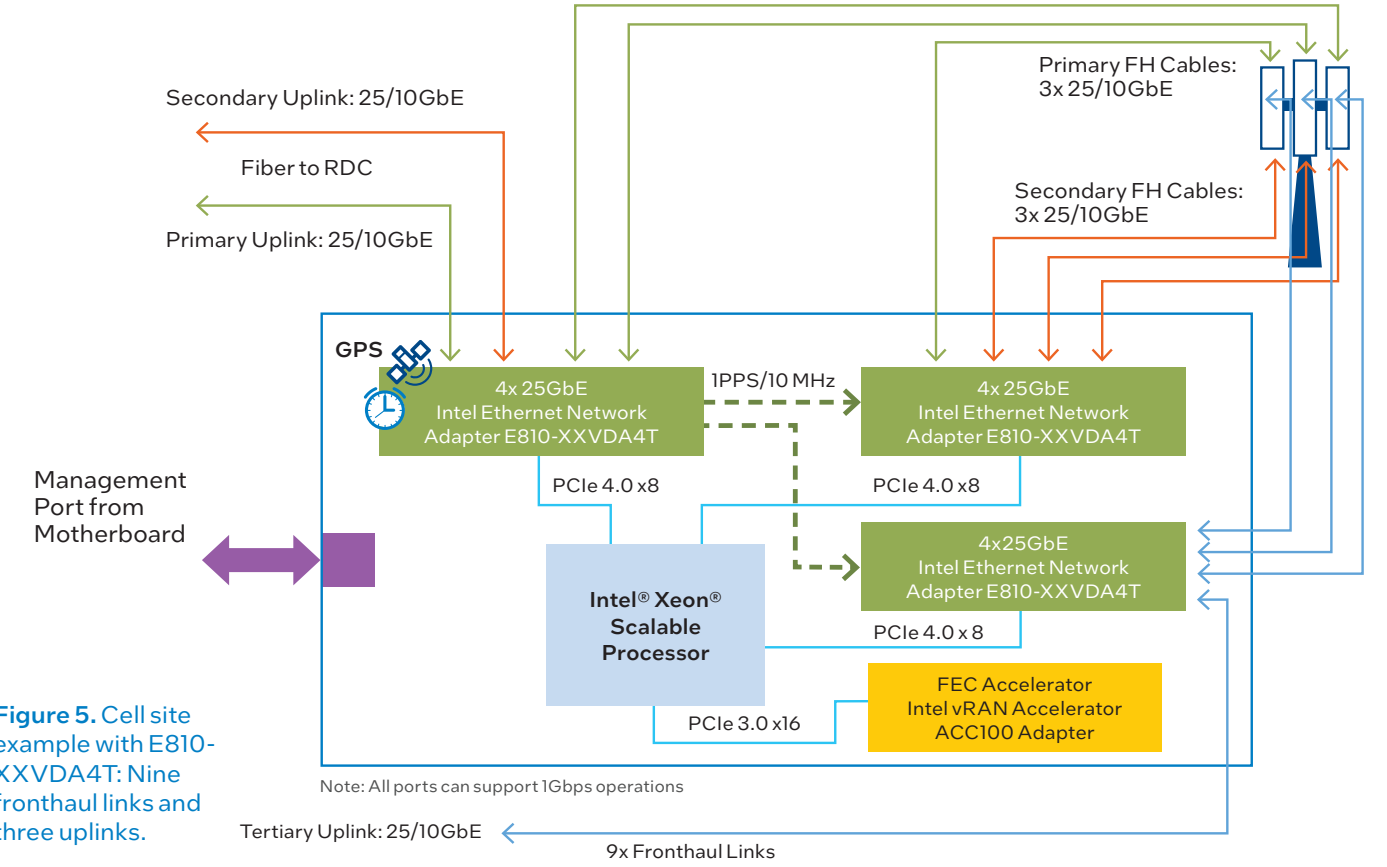 Primary FH Cables:
3x 25/10GbE
Secondary Uplink: 25/10GbE
Fiber to RDC
Secondary FH Cables:
3x 25/10GbE
Primary Uplink: 25/10GbE
GPS
4x 25GbE
Intel Ethernet Network
Adapter E810-XXVDA4T
1PPS/10 MHz
4x 25GbE
Intel Ethernet Network
Adapter E810-XXVDA4T
Management
Port from
Motherboard
PCIe 4.0 x8
PCIe 4.0 x8
4x25GbE
Intel Ethernet Network
Adapter E810-XXVDA4T
Intel® Xeon®
Scalable
Processor
PCIe 4.0 x 8
FEC Accelerator
Intel vRAN Accelerator
ACC100 Adapter
PCIe 3.0 x16
Figure 5. Cell site
example with E810-
XXVDA4T: Nine
fronthaul links and
three uplinks.
Note: All ports can support 1Gbps operations
Tertiary Uplink: 25/10GbE
9x Fronthaul Links